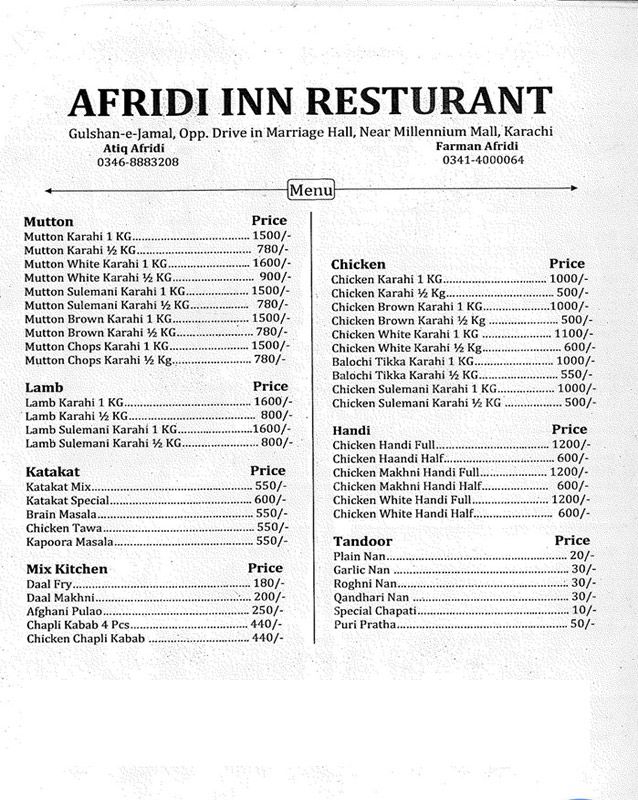 AFRIDI INN RESTURANT
Gulshan-e-Jamal, Opp. Drive in Marriage Hall, Near Millennium Mall, Karachi
Atiq Afridi
0346-8883208
Farman Afridi
0341-4000064
Menu
Mutton Price
Mutton Karahi 1 KG 1500/-
Mutton Karahi ½ KG 780/-
Mutton White Karahi 1 KG 1600/-
Mutton White Karahi ½ KG 900/-
Mutton Sulemani Karahi 1 KG 1500/-
Mutton Sulemani Karahi ½ KG 780/-
Mutton Brown Karahi 1 KG 1500/-
Mutton Brown Karahi ½ KG 780/-
Mutton Chops Karahi 1 KG 1500/-
Mutton Chops Karahi ½ Kg 780/-
Lamb Price
Lamb Karahi 1 KG 1600/-
Lamb Karahi ½ KG 800/-
Lamb Sulemani Karahi 1 KG 1600/-
Lamb Sulemani Karahi ½ KG 800/-
Katakat Price
Katakat Mix 550/-
Katakat Special 600/-
Brain Masala 550/-
Chicken Tawa 550/-
Kapoora Masala 550/-
Mix Kitchen Price
Daal Fry 180/-
Daal Makhni 200/-
Afghani Pulao 250/-
Chapli Kabab 4 Pcs 440/-
Chicken Chapli Kabab 440/-
Chicken Price
Chicken Karahi 1 KG 1000/-
Chicken Karahi ½ Kg 500/-
Chicken Brown Karahi 1 KG 1000/-
Chicken Brown Karahi ½ Kg 500/-
Chicken White Karahi 1 KG 1100/-
Chicken White Karahi ½ Kg 600/-
Balochi Tikka Karahi 1 KG 1000/-
Balochi Tikka Karahi ½ KG 550/-
Chicken Sulemani Karahi 1 KG 1000/-
Chicken Sulemani Karahi ½ KG 500/-
Handi Price
Chicken Handi Full 1200/-
Chicken Haandi Half 600/-
Chicken Makhni Handi Full 1200/-
Chicken Makhni Handi Half 600/-
Chicken White Handi Full 1200/-
Chicken White Handi Half 600/-
Tandoor Price
Plain Nan 20/-
Garlic Nan 30/-
Roghni Nan 30/-
Qandhari Nan 30/-
Special Chapati 10/-
Puri Pratha 50/-